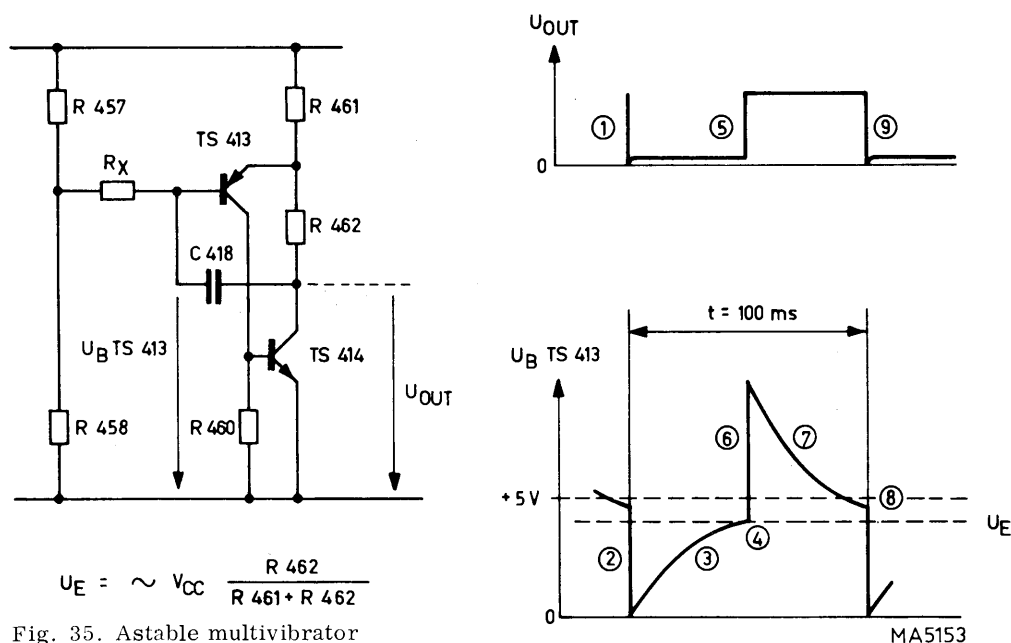 R 457
R 461
TS 413
RX
R 462
C 418
UB TS 413
TS 414
UOUT
R 458
R 460
UE = ~ VCC R 462
R 461 + R 462
Fig. 35. Astable multivibrator
UOUT
①
⑤
⑨
0
t = 100 ms
UB TS 413
⑥
⑦
+5V
⑧
UE
②
③
④
0
MA5153